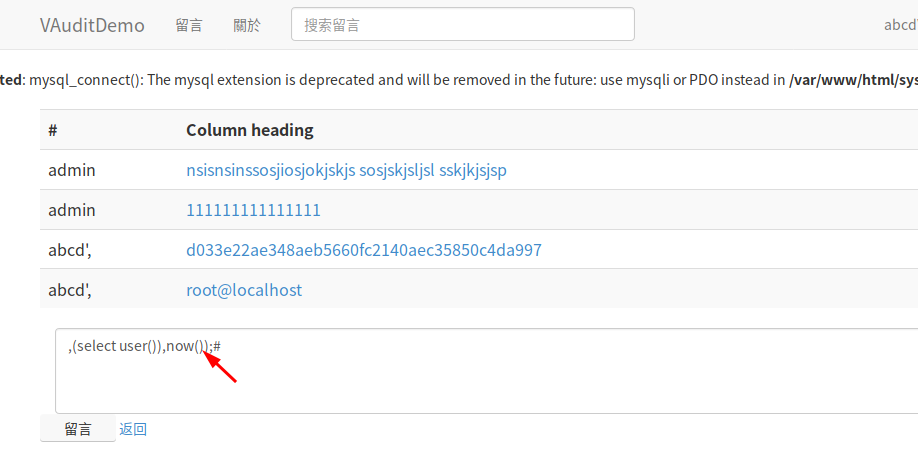 VAuditDemo 留言 關於 搜索留言 abcd'
ted: mysql_connect(): The mysql extension is deprecated and will be removed in the future: use mysqli or PDO instead in /var/www/html/sys
# Column heading
admin nsisnsinssosjiosjokjskjs sosjskjsljsl sskjkjsjsp
admin 111111111111111
abcd', d033e22ae348aeb5660fc2140aec35850c4da997
abcd', root@localhost
,(select user()),now());#
留言 返回